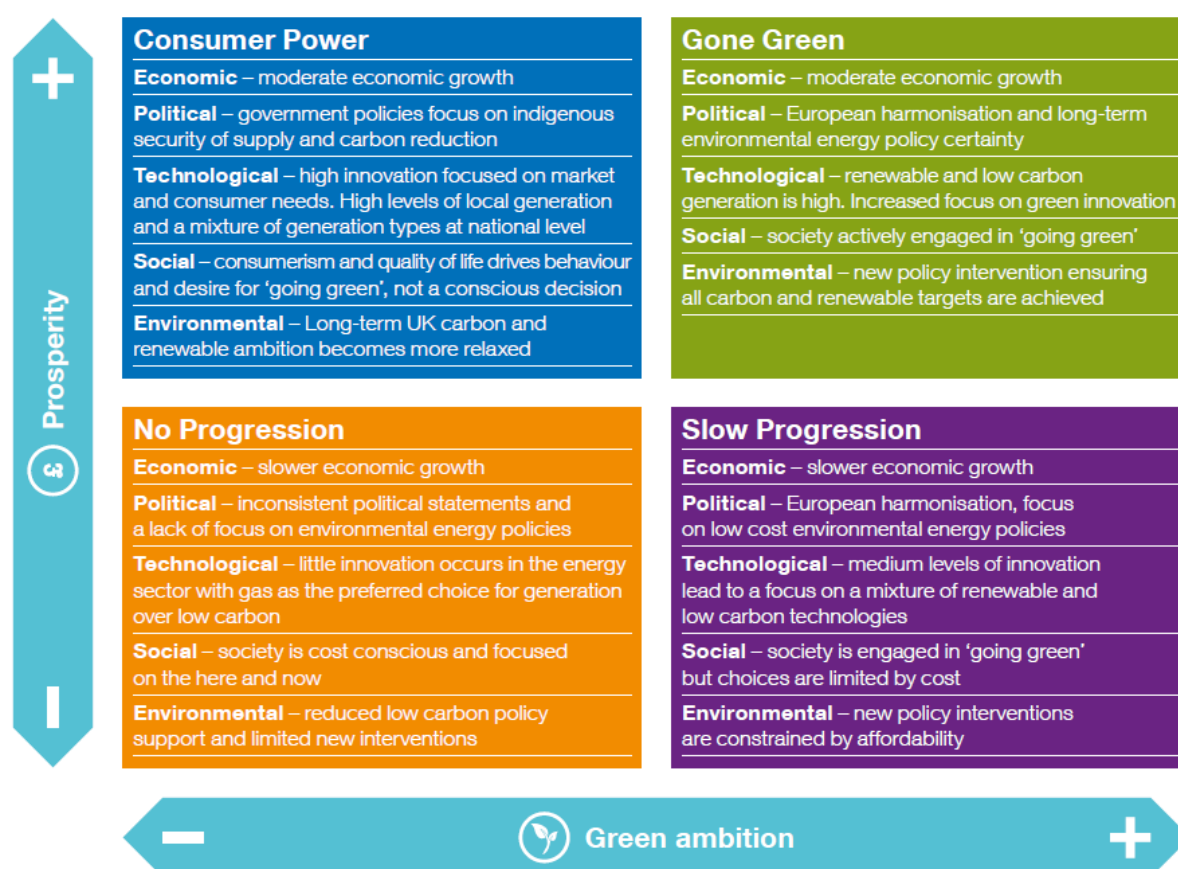 Consumer Power
Economic – moderate economic growth
Political – government policies focus on indigenous
security of supply and carbon reduction
Technological – high innovation focused on market
and consumer needs. High levels of local generation
and a mixture of generation types at national level
Social – consumerism and quality of life drives behaviour
and desire for ‘going green’, not a conscious decision
Environmental – Long-term UK carbon and
renewable ambition becomes more relaxed
Gone Green
Economic – moderate economic growth
Political – European harmonisation and long-term
environmental energy policy certainty
Technological – renewable and low carbon
generation is high. Increased focus on green innovation
Social – society actively engaged in ‘going green’
Environmental – new policy intervention ensuring
all carbon and renewable targets are achieved
No Progression
Economic – slower economic growth
Political – inconsistent political statements and
a lack of focus on environmental energy policies
Technological – little innovation occurs in the energy
sector with gas as the preferred choice for generation
over low carbon
Social – society is cost conscious and focused
on the here and now
Environmental – reduced low carbon policy
support and limited new interventions
Slow Progression
Economic – slower economic growth
Political – European harmonisation, focus
on low cost environmental energy policies
Technological – medium levels of innovation
lead to a focus on a mixture of renewable and
low carbon technologies
Social – society is engaged in ‘going green’
but choices are limited by cost
Environmental – new policy interventions
are constrained by affordability
+
£ Prosperity
–
– Green ambition +